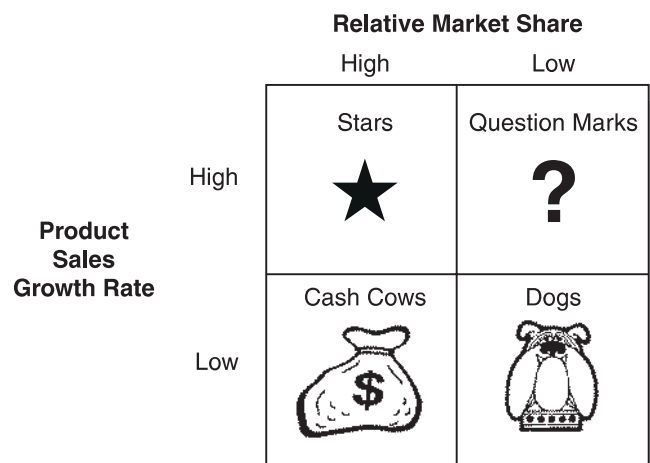 Relative Market Share
High Low
Stars Question Marks
High
?
Product
Sales
Growth Rate
Cash Cows Dogs
Low
$